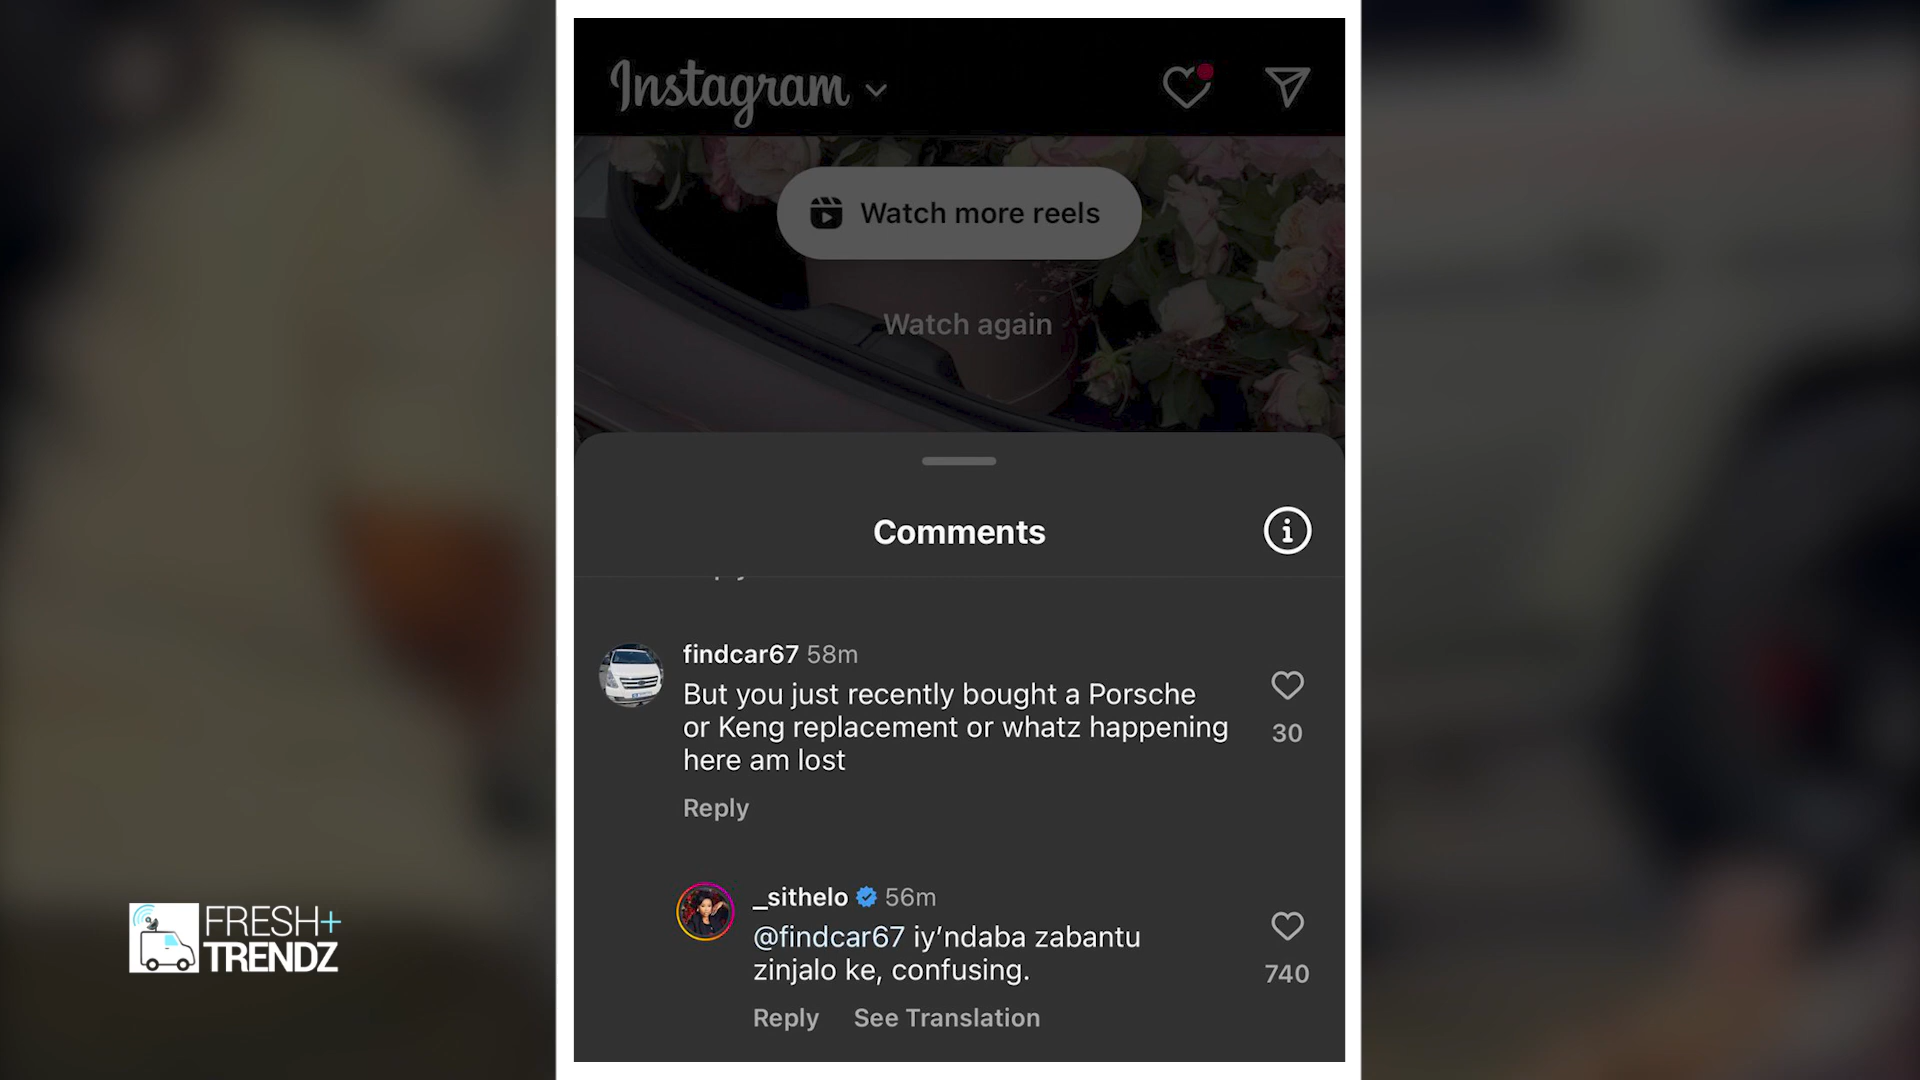 Instagram
Watch more reels
Watch again
Comments
findcar67 58m
But you just recently bought a Porsche
or Keng replacement or whatz happening
here am lost
30
Reply
_sithelo 56m
@findcar67 iy’ndaba zabantu
zinjalo ke, confusing.
740
Reply See Translation
FRESH+
TRENDZ